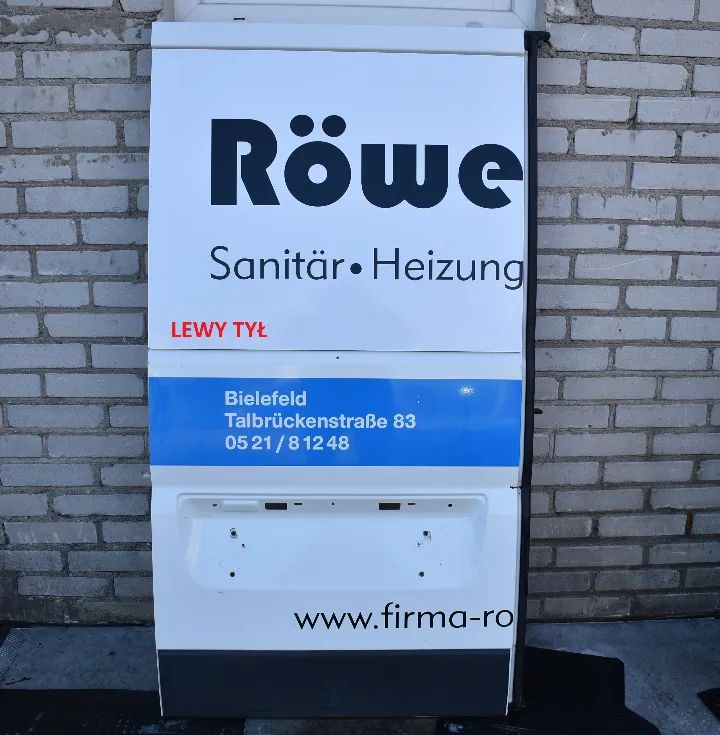 Röwe
Sanitär • Heizung
LEWY TYŁ
Bielefeld
Talbrückenstraße 83
05 21 / 8 12 48
www.firma-ro